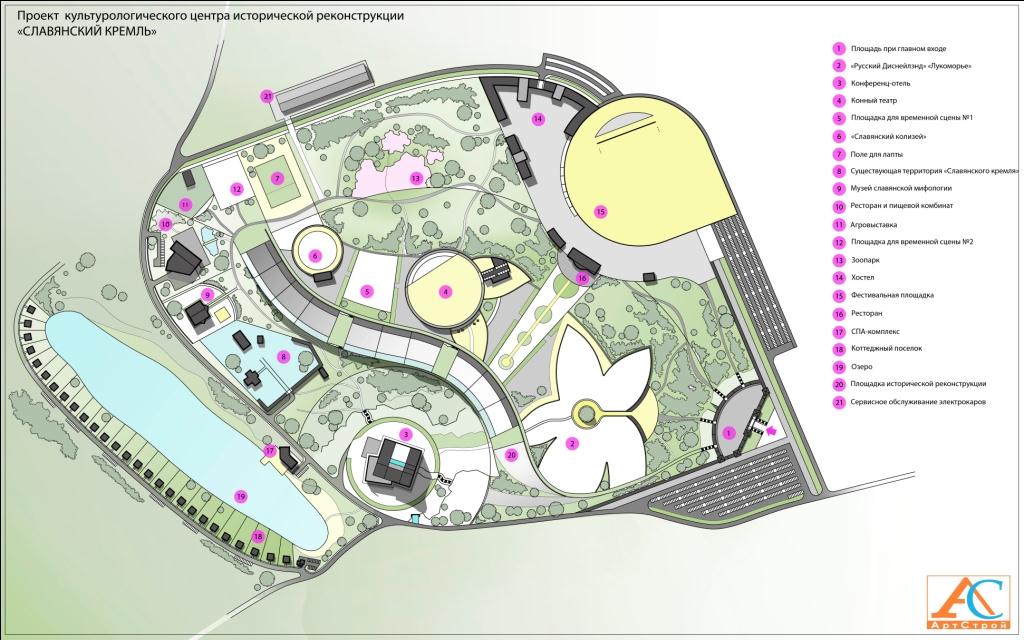 Проект культурологического центра исторической реконструкции
«СЛАВЯНСКИЙ КРЕМЛЬ»
1 Площадь при главном входе
2 «Русский Диснейлэнд» «Лукоморье»
3 Конференц-отель
4 Конный театр
5 Площадка для временной сцены №1
6 «Славянский колизей»
7 Поле для лапты
8 Существующая территория «Славянского кремля»
9 Музей славянской мифологии
10 Ресторан и пищевой комбинат
11 Агровыставка
12 Площадка для временной сцены №2
13 Зоопарк
14 Хостел
15 Фестивальная площадка
16 Ресторан
17 СПА-комплекс
18 Коттеджный поселок
19 Озеро
20 Площадка исторической реконструкции
21 Сервисное обслуживание электрокаров
21
14
7
13
12
11
15
10
6
16
5
4
9
8
1
3
2
20
17
19
18
АС
АртСтрой